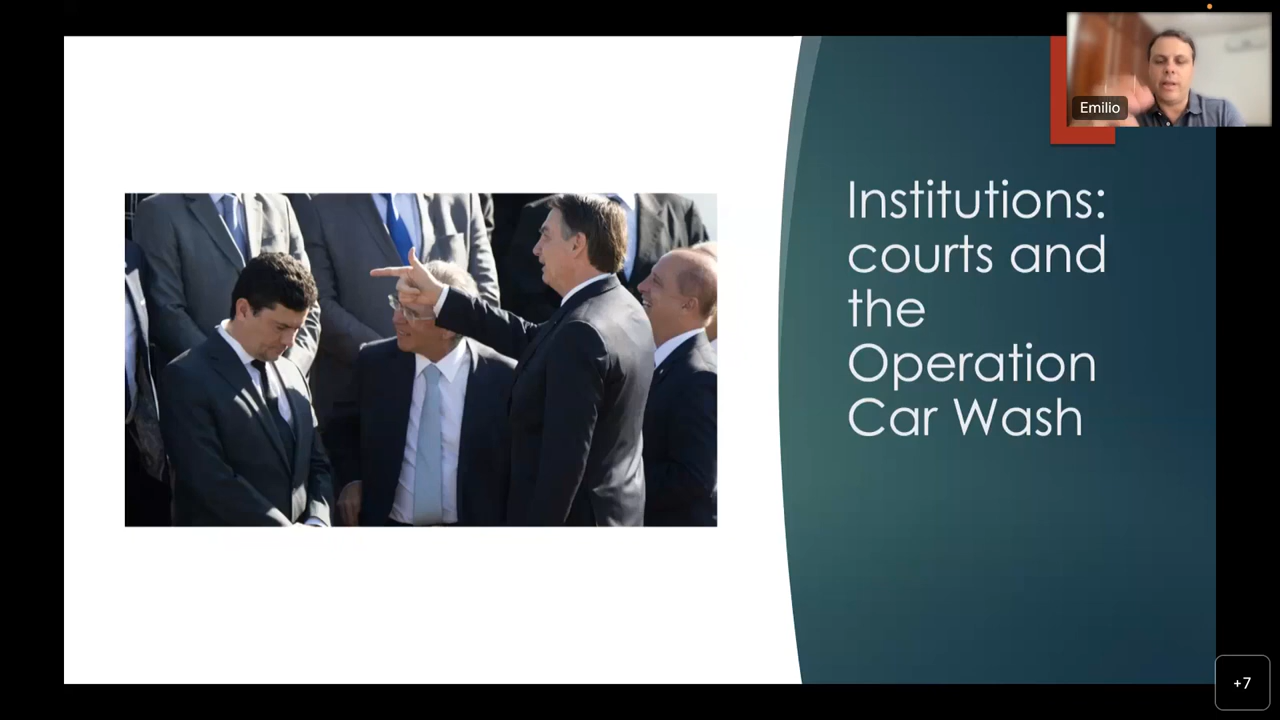 Emilio
Institutions:
courts and
the
Operation
Car Wash
+7